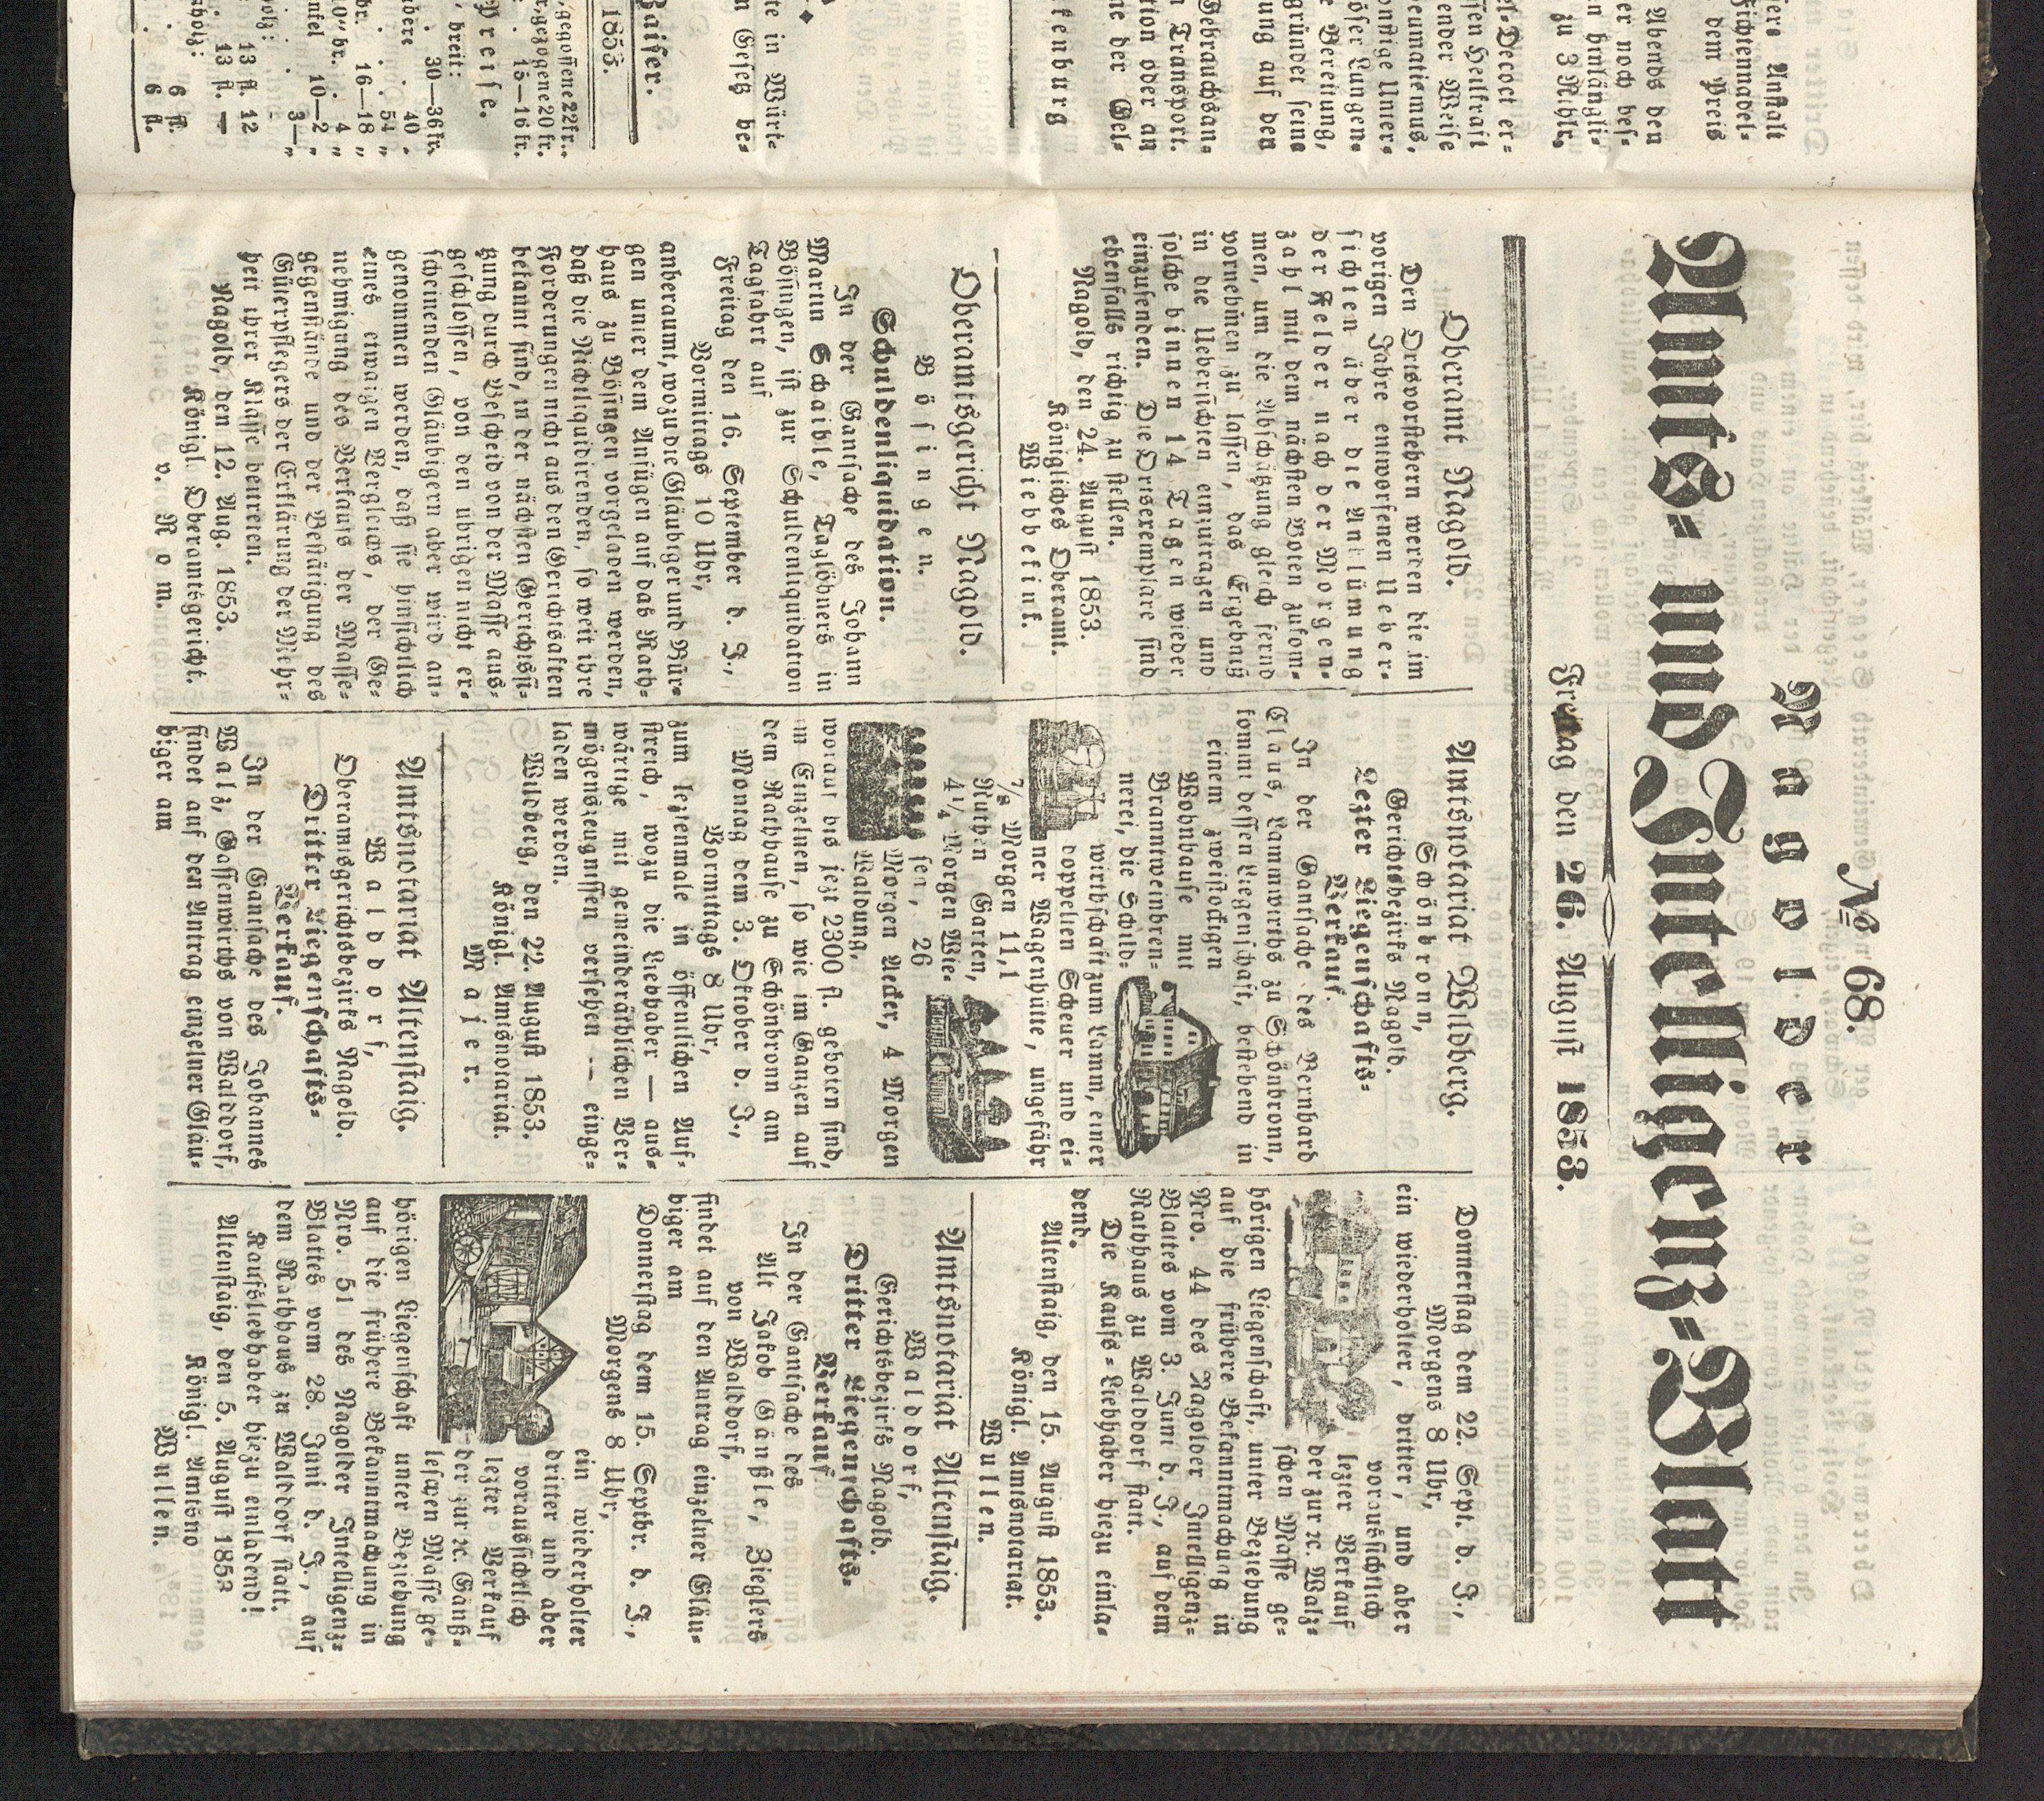 № 68.
Nagolder
Amts- und Intelligenz-Blatt
Freitag den 26. August 1853.
Oberamt Nagold.
Den Ortsvorstehern werden die im
vorigen Jahre entworfenen Ueber-
sichten über die Anblümung
der Felder nach der Morgen-
zahl mit dem nächsten Boten zukom-
men, um die Abschäzung gleich fernd
vornehmen zu lassen, das Ergebniß
in die Uebersichten einzutragen und
solche binnen 14 Tagen wieder
einzusenden. Die Ortsexemplare sind
ebenfalls richtig zu stellen.
Nagold, den 24. August 1853.
Königliches Oberamt.
Wiebbekink.
Oberamtsgericht Nagold.
Bösingen.
Schuldenliquidation.
In der Gantsache des Johann
Martin Schaible, Taglöhners in
Bösingen, ist zur Schuldenliquidation
Tagfahrt auf
Freitag den 16. September d. J.,
Vormittags 10 Uhr,
anberaumt, wozu die Gläubiger und Bür-
gen unter dem Anfügen auf das Rath-
haus zu Bösingen vorgeladen werden,
daß die Nichtliquidirenden, so weit ihre
Forderungen nicht aus den Gerichtsakten
bekannt sind, in der nächsten Gerichtssi-
zung durch Bescheid von der Masse aus-
geschlossen, von den übrigen nicht er-
scheinenden Gläubigern aber wird an-
genommen werden, daß sie hinsichtlich
eines etwaigen Vergleichs, der Ge-
nehmigung des Verkaufs der Masse-
gegenstände und der Bestätigung des
Güterpflegers der Erklärung der Mehr-
heit ihrer Klasse beitreten.
Nagold, den 12. Aug. 1853.
Königl. Oberamtsgericht.
v. Rom.
Amtsnotariat Wildberg.
Schönbronn,
Gerichtsbezirks Nagold.
Lezter Liegenschafts-
Verkauf.
In der Gantsache des Bernhard
Claus, Lammwirths zu Schönbronn,
kommt dessen Liegenschaft, bestehend in
einem zweistockigen
Wohnhause mit
Branntweinbren-
nerei, die Schild-
wirthschaft zum Lamm, einer
doppelten Scheuer und ei-
ner Wagenhütte, ungefähr
⅞ Morgen 11,1
Ruthen Garten,
4¼ Morgen Wie-
sen, 26
Morgen Aecker, 4 Morgen
Waldung,
worauf bis jezt 2300 fl. geboten sind,
im Einzelnen, so wie im Ganzen auf
dem Rathhause zu Schönbronn am
Montag dem 3. Oktober d. J.,
Vormittags 8 Uhr,
zum leztenmale in öffentlichen Auf-
streich, wozu die Liebhaber — aus-
wärtige mit gemeinderäthlichen Ver-
mögenszeugnissen versehen — einge-
laden werden.
Wildberg, den 22. August 1853.
Königl. Amtsnotariat.
Majer.
Amtsnotariat Altenstaig.
Walddorf,
Oberamtsgerichtsbezirks Nagold.
Dritter Liegenschafts-
Verkauf.
In der Gantsache des Johannes
Walz, Gassenwirths von Walddorf,
findet auf den Antrag einzelner Gläu-
biger am
Donnerstag dem 22. Sept. d. J.,
Morgens 8 Uhr,
ein wiederholter, dritter, und aber
voraussichtlich
lezter Verkauf
der zur rc. Walz-
schen Masse ge-
hörigen Liegenschaft, unter Beziehung
auf die frühere Bekanntmachung in
Nro. 44 des Nagolder Intelligenz-
Blattes vom 3. Juni d. J., auf dem
Rathhaus zu Walddorf statt.
Die Kaufs-Liebhaber hiezu einla-
dend.
Altenstaig, den 15. August 1853.
Königl. Amtsnotariat.
Wullen.
Amtsnotariat Altenstaig.
Walddorf,
Gerichtsbezirks Nagold.
Dritter Liegenschafts-
Verkauf.
In der Gantsache des
Alt Jakob Gänßle, Zieglers
von Walddorf,
findet auf den Antrag einzelner Gläu-
biger am
Donnerstag dem 15. Septbr. d. J.,
Morgens 8 Uhr,
ein wiederholter
dritter und aber
voraussichtlich
lezter Verkauf
der zur rc. Gänß-
leschen Masse ge-
hörigen Liegenschaft unter Beziehung
auf die frühere Bekanntmachung in
Nro. 51 des Nagolder Intelligenz-
Blattes vom 28. Juni d. J., auf
dem Rathhaus zu Walddorf statt.
Kaufsliebhaber hiezu einladend!
Altenstaig, den 5. August 1853
Königl. Amtsno
Wullen.